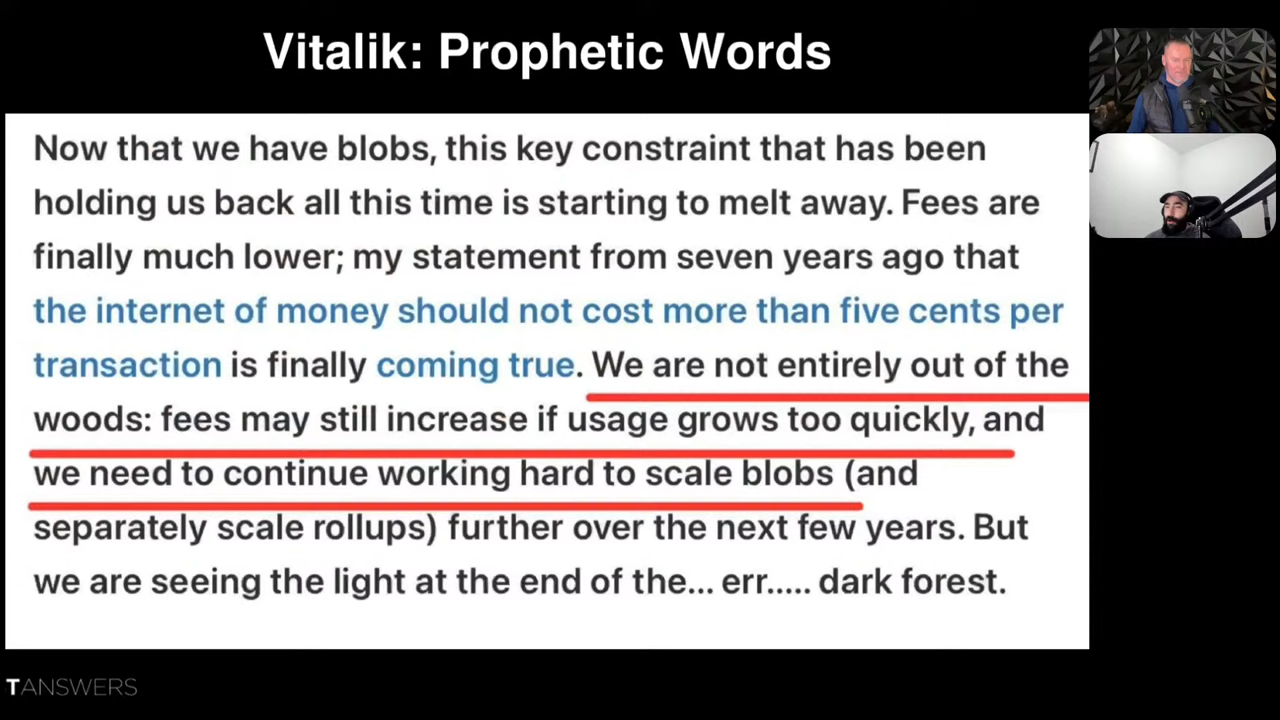 Vitalik: Prophetic Words
Now that we have blobs, this key constraint that has been
holding us back all this time is starting to melt away. Fees are
finally much lower; my statement from seven years ago that
the internet of money should not cost more than five cents per
transaction is finally coming true. We are not entirely out of the
woods: fees may still increase if usage grows too quickly, and
we need to continue working hard to scale blobs (and
separately scale rollups) further over the next few years. But
we are seeing the light at the end of the... err..... dark forest.
TANSWERS